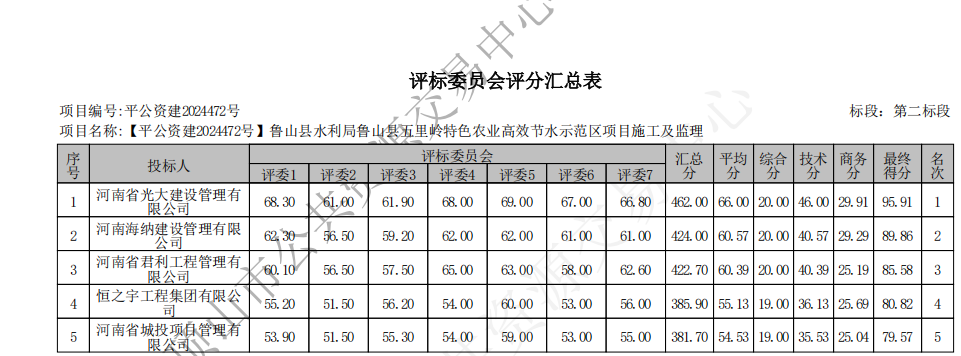 评标委员会评分汇总表
项目编号:平公资建2024472号 标段：第二标段
项目名称:【平公资建2024472号】鲁山县水利局鲁山县五里岭特色农业高效节水示范区项目施工及监理
序号 投标人 评标委员会 汇总分 平均分 综合分 技术分 商务分 最终得分 名次
评委1 评委2 评委3 评委4 评委5 评委6 评委7
1 河南省光大建设管理有限公司 68.30 61.00 61.90 68.00 69.00 67.00 66.80 462.00 66.00 20.00 46.00 29.91 95.91 1
2 河南海纳建设管理有限公司 62.30 56.50 59.20 62.00 62.00 61.00 61.00 424.00 60.57 20.00 40.57 29.29 89.86 2
3 河南省君利工程管理有限公司 60.10 56.50 57.50 65.00 63.00 58.00 62.60 422.70 60.39 20.00 40.39 25.19 85.58 3
4 恒之宇工程集团有限公司 55.20 51.50 56.20 54.00 60.00 53.00 56.00 385.90 55.13 19.00 36.13 25.69 80.82 4
5 河南省城投项目管理有限公司 53.90 51.50 55.30 54.00 59.00 53.00 55.00 381.70 54.53 19.00 35.53 25.04 79.57 5
顶山市公共资源交易中心